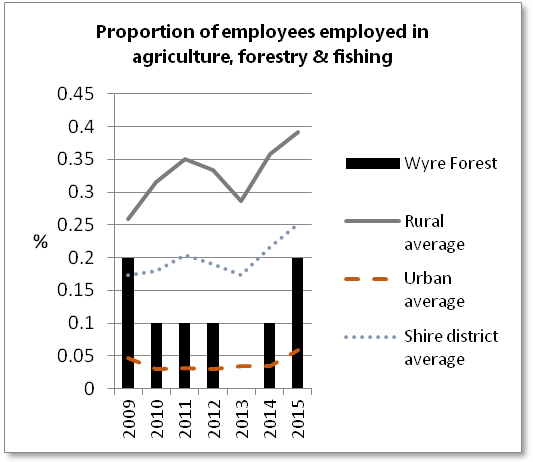 Proportion of employees employed in
agriculture, forestry & fishing
0.45
0.4
0.35
0.3
0.25
0.2
0.15
0.1
0.05
0
%
2009
2010
2011
2012
2013
2014
2015
Wyre Forest
Rural
average
Urban
average
Shire district
average